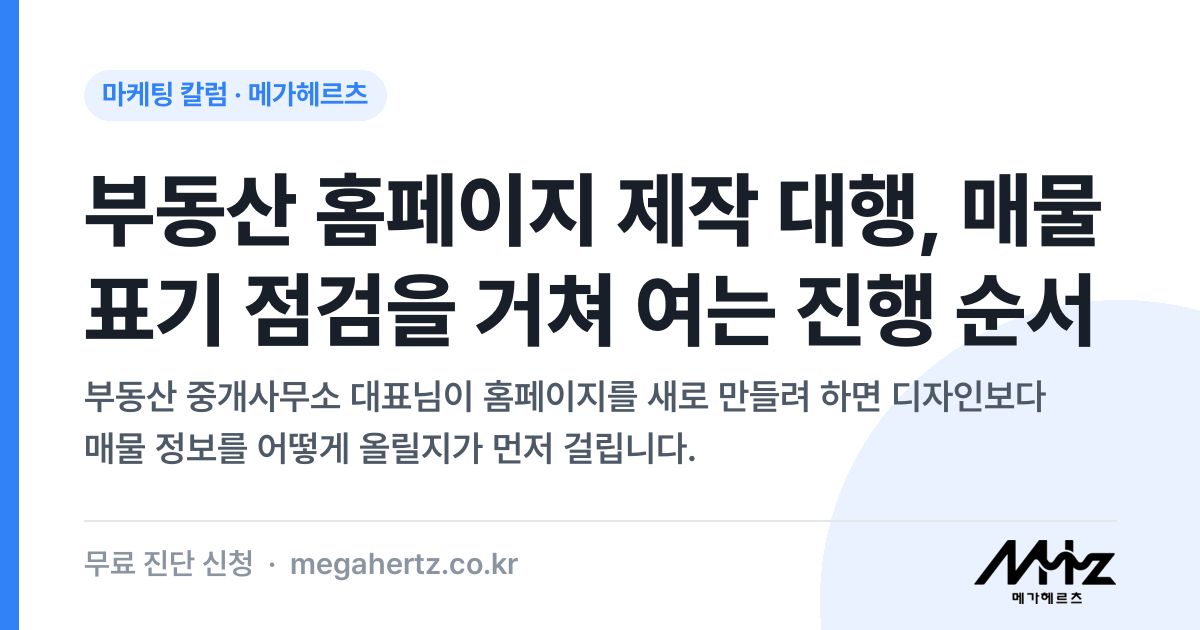 마케팅 칼럼 · 메가헤르츠
부동산 홈페이지 제작 대행, 매물
표기 점검을 거쳐 여는 진행 순서
부동산 중개사무소 대표님이 홈페이지를 새로 만들려 하면 디자인보다
매물 정보를 어떻게 올릴지가 먼저 걸립니다.
무료 진단 신청 · megahertz.co.kr
MHz
메가헤르츠